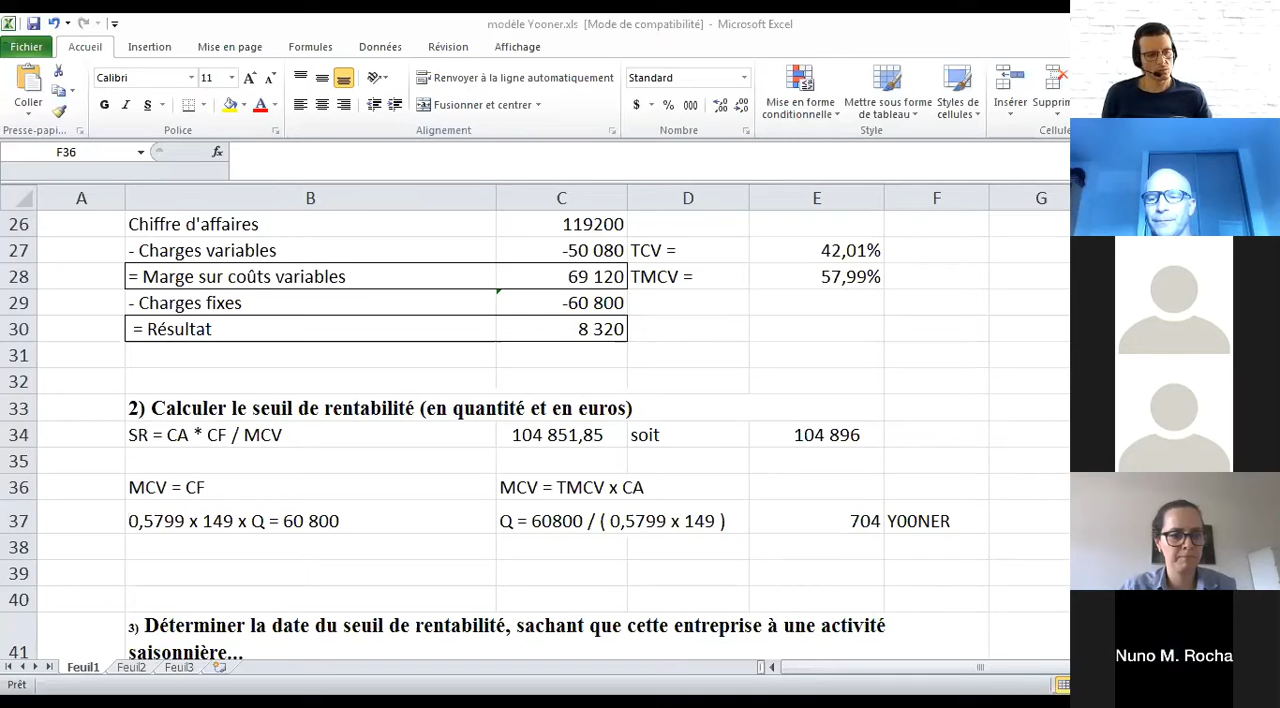 modèle Yooner.xls [Mode de compatibilité] - Microsoft Excel
Fichier Accueil Insertion Mise en page Formules Données Révision Affichage
Calibri 11 Renvoyer à la ligne automatiquement Standard
Coller G I S Fusionner et centrer $ % 000 Mise en forme conditionnelle Mettre sous forme de tableau Styles de cellules Insérer Supprim
Presse-papi... Police Alignement Nombre Style Cellule
F36 fx
A B C D E F G
26 Chiffre d'affaires 119200
27 - Charges variables -50 080 TCV = 42,01%
28 = Marge sur coûts variables 69 120 TMCV = 57,99%
29 - Charges fixes -60 800
30 = Résultat 8 320
31
32
33 2) Calculer le seuil de rentabilité (en quantité et en euros)
34 SR = CA * CF / MCV 104 851,85 soit 104 896
35
36 MCV = CF MCV = TMCV x CA
37 0,5799 x 149 x Q = 60 800 Q = 60800 / ( 0,5799 x 149 ) 704 Y00NER
38
39
40
3) Déterminer la date du seuil de rentabilité, sachant que cette entreprise à une activité
41 saisonnière...
Feuil1 Feuil2 Feuil3
Prêt
Nuno M. Rocha